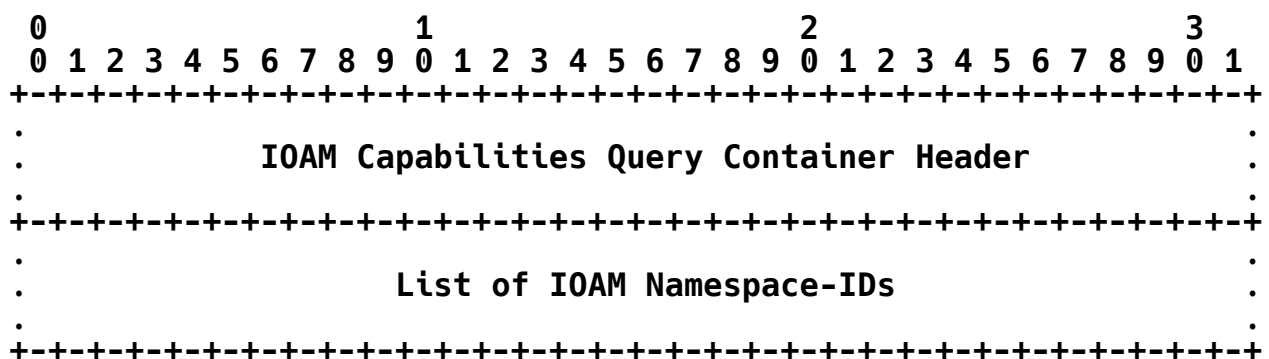 0                   1                   2                   3
 0 1 2 3 4 5 6 7 8 9 0 1 2 3 4 5 6 7 8 9 0 1 2 3 4 5 6 7 8 9 0 1
+-+-+-+-+-+-+-+-+-+-+-+-+-+-+-+-+-+-+-+-+-+-+-+-+-+-+-+-+-+-+-+-+
.                                                               .
.            IOAM Capabilities Query Container Header           .
.                                                               .
+-+-+-+-+-+-+-+-+-+-+-+-+-+-+-+-+-+-+-+-+-+-+-+-+-+-+-+-+-+-+-+-+
.                                                               .
.                   List of IOAM Namespace-IDs                  .
.                                                               .
+-+-+-+-+-+-+-+-+-+-+-+-+-+-+-+-+-+-+-+-+-+-+-+-+-+-+-+-+-+-+-+-+